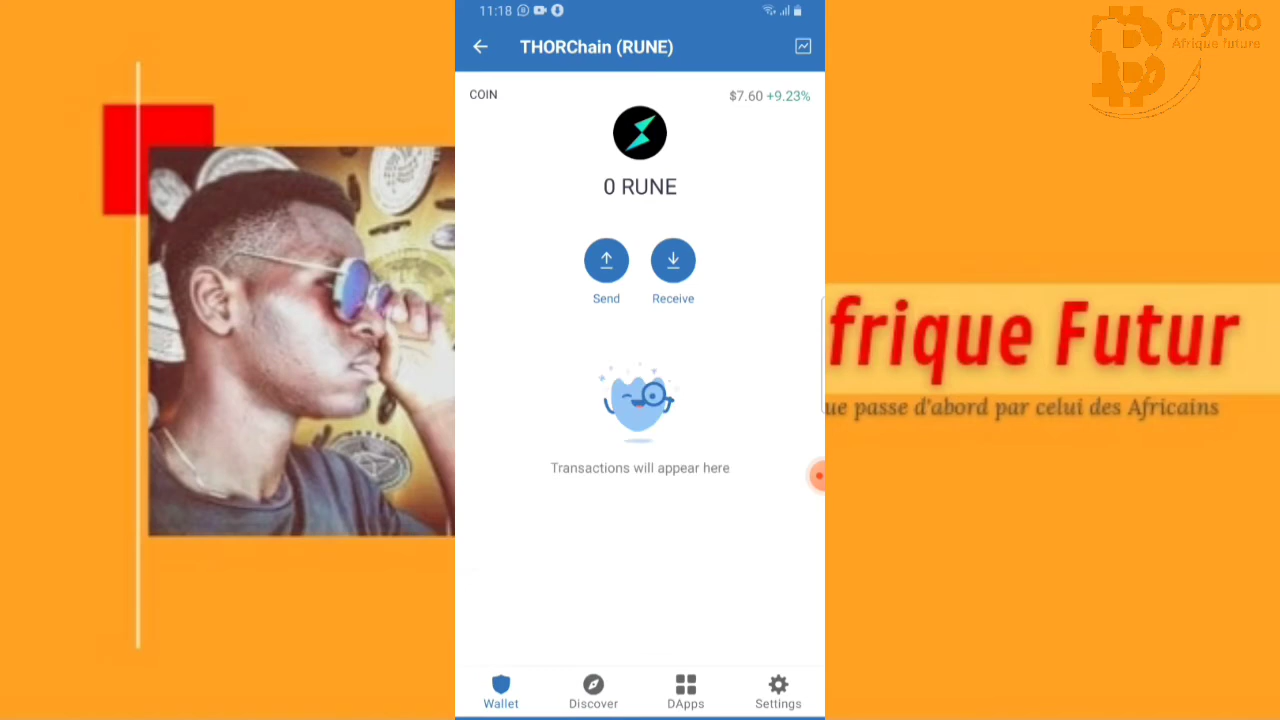 Crypto
Afrique future
11:18
THORChain (RUNE)
COIN
$7.60 +9.23%
0 RUNE
Send
Receive
Transactions will appear here
frique Futur
ue passe d'abord par celui des Africains
Wallet
Discover
DApps
Settings